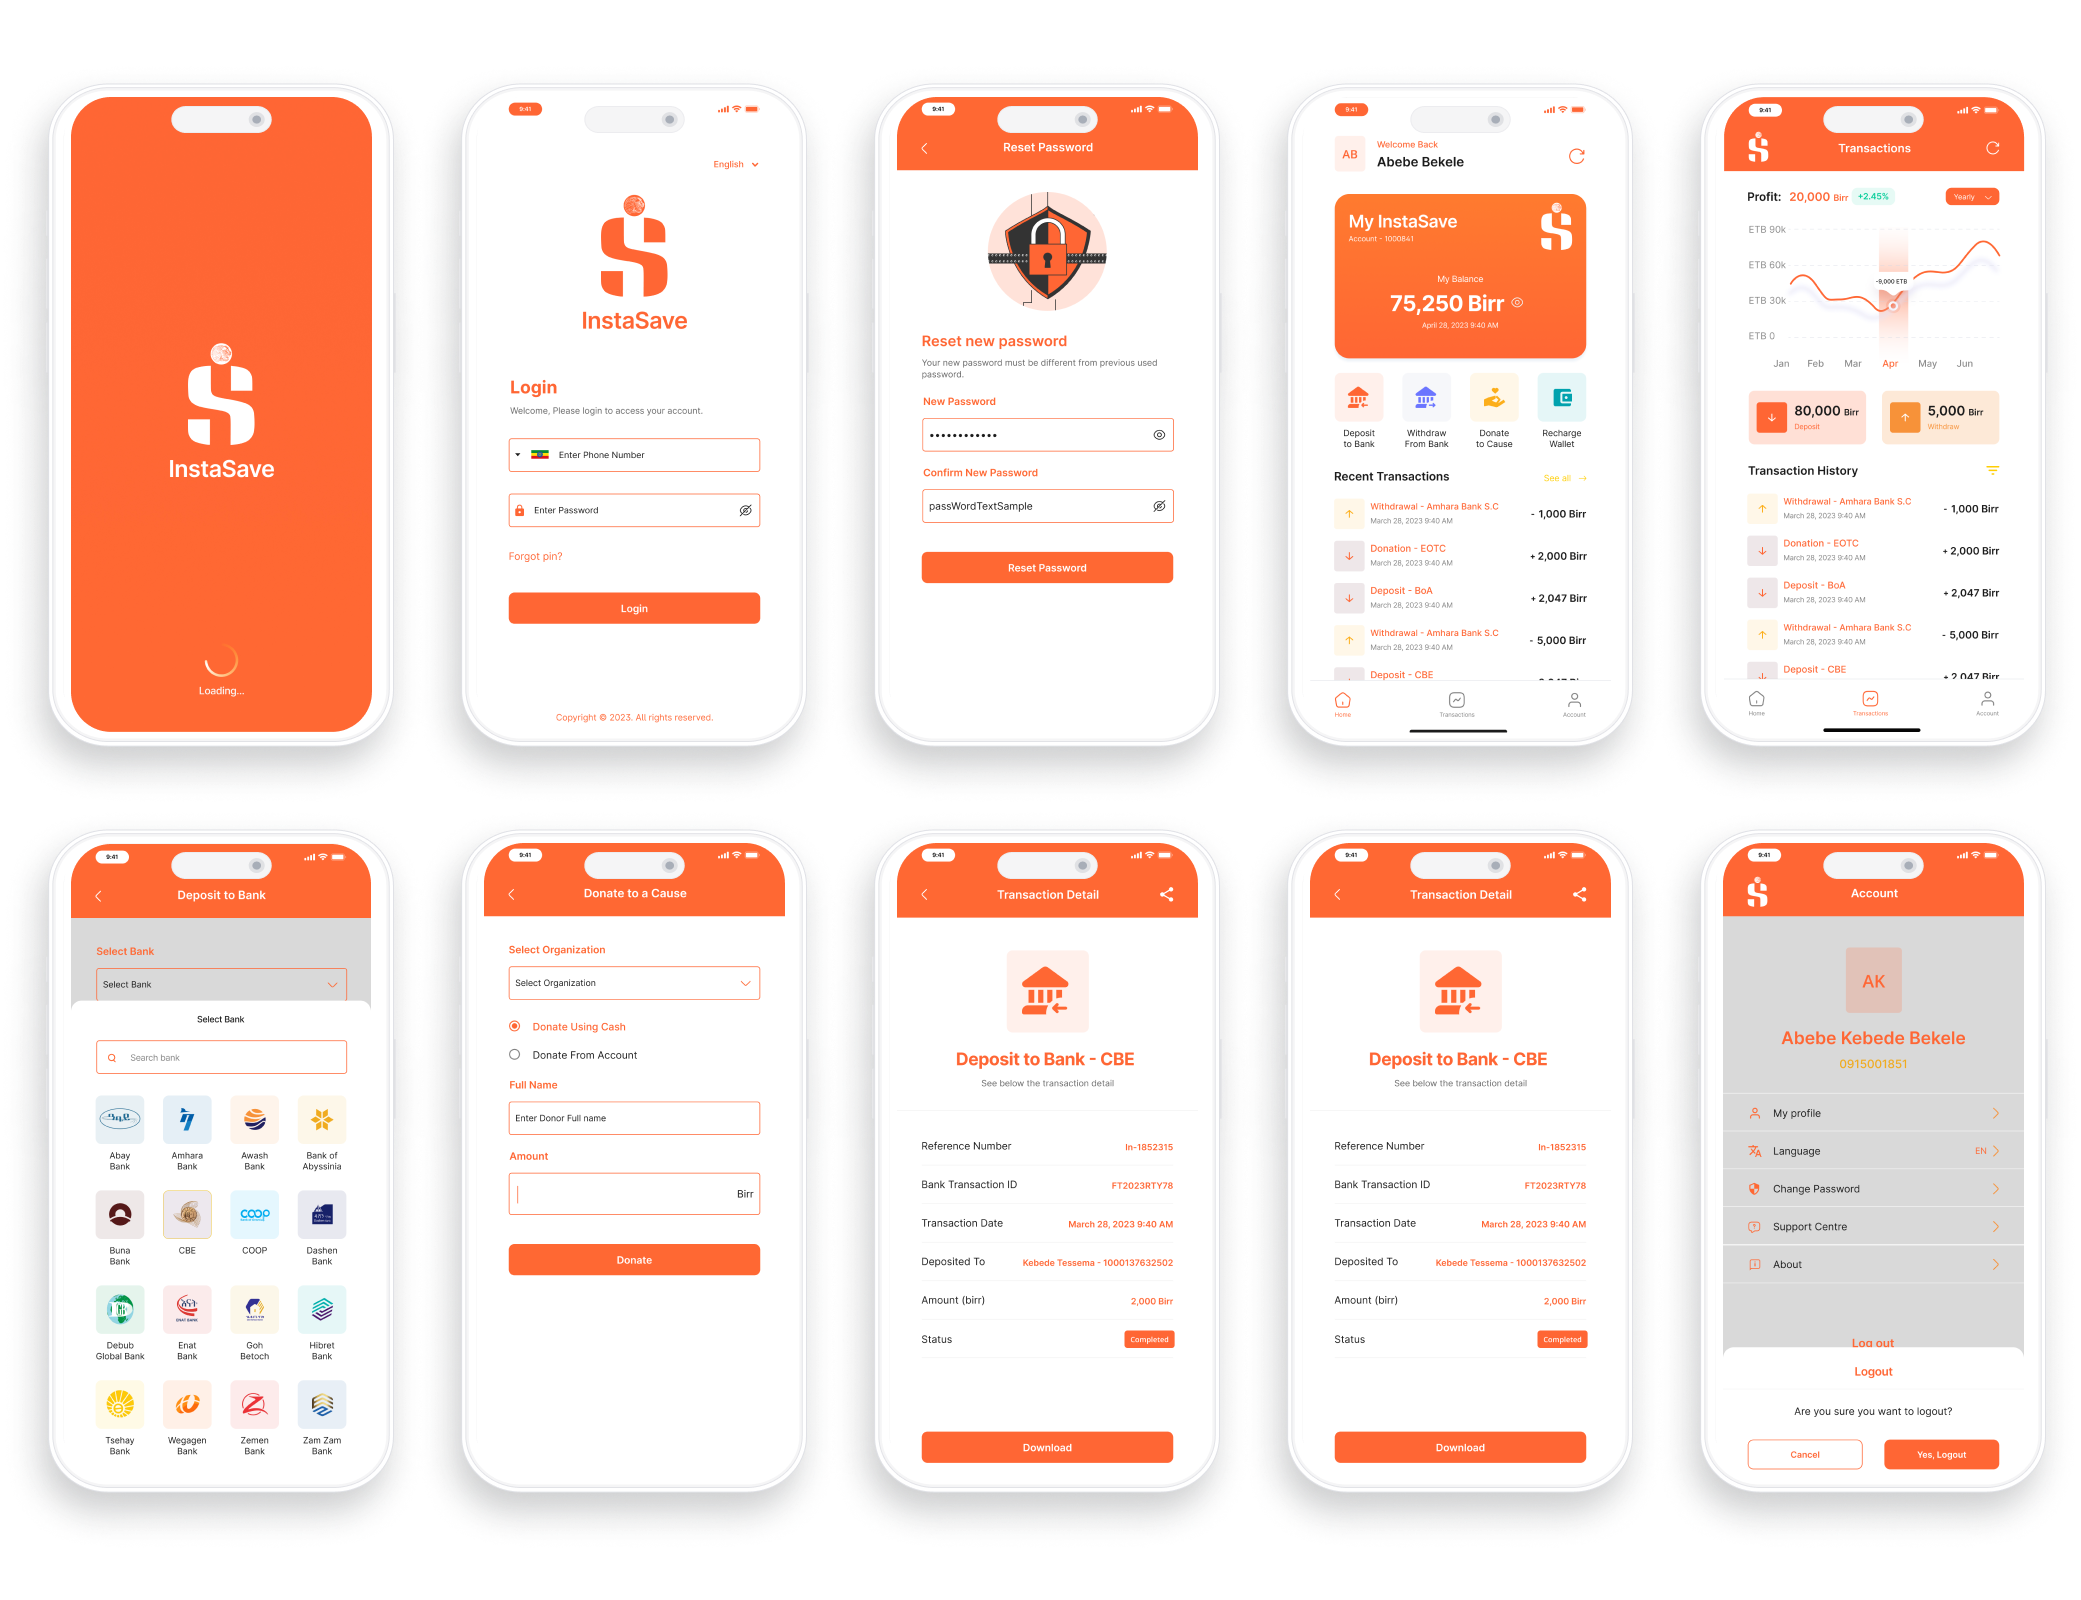 InstaSave
Loading...
9:41
English
InstaSave
Login
Welcome, Please login to access your account.
Enter Phone Number
Enter Password
Forgot pin?
Login
Copyright © 2023. All rights reserved.
9:41
Reset Password
Reset new password
Your new password must be different from previous used
password.
New Password
Confirm New Password
passWordTextSample
Reset Password
9:41
AB
Welcome Back
Abebe Bekele
My InstaSave
Account - 1000841
My Balance
75,250 Birr
April 28, 2023 9:40 AM
Deposit
to Bank
Withdraw
From Bank
Donate
to Cause
Recharge
Wallet
Recent Transactions
See all →
Withdrawal - Amhara Bank S.C
March 28, 2023 9:40 AM
- 1,000 Birr
Donation - EOTC
March 28, 2023 9:40 AM
+ 2,000 Birr
Deposit - BoA
March 28, 2023 9:40 AM
+ 2,047 Birr
Withdrawal - Amhara Bank S.C
March 28, 2023 9:40 AM
- 5,000 Birr
Deposit - CBE
Home
Transactions
Account
9:41
Transactions
Profit: 20,000 Birr +2.45%
Yearly
ETB 90k
ETB 60k
ETB 30k
ETB 0
-9,000 ETB
Jan Feb Mar Apr May Jun
80,000 Birr
Deposit
5,000 Birr
Withdraw
Transaction History
Withdrawal - Amhara Bank S.C
March 28, 2023 9:40 AM
- 1,000 Birr
Donation - EOTC
March 28, 2023 9:40 AM
+ 2,000 Birr
Deposit - BoA
March 28, 2023 9:40 AM
+ 2,047 Birr
Withdrawal - Amhara Bank S.C
March 28, 2023 9:40 AM
- 5,000 Birr
Deposit - CBE
+ 2,047 Birr
Home
Transactions
Account
9:41
Deposit to Bank
Select Bank
Select Bank
Select Bank
Search bank
Abay
Bank
Amhara
Bank
Awash
Bank
Bank of
Abyssinia
Buna
Bank
CBE
COOP
COOP
Dashen
Bank
Debub
Global Bank
Enat
Bank
ENAT BANK
Goh
Betoch
Hibret
Bank
Tsehay
Bank
Wegagen
Bank
Zemen
Bank
Zam Zam
Bank
9:41
Donate to a Cause
Select Organization
Select Organization
Donate Using Cash
Donate From Account
Full Name
Enter Donor Full name
Amount
Birr
Donate
9:41
Transaction Detail
Deposit to Bank - CBE
See below the transaction detail
Reference Number
In-1852315
Bank Transaction ID
FT2023RTY78
Transaction Date
March 28, 2023 9:40 AM
Deposited To
Kebede Tessema - 1000137632502
Amount (birr)
2,000 Birr
Status
Completed
Download
9:41
Transaction Detail
Deposit to Bank - CBE
See below the transaction detail
Reference Number
In-1852315
Bank Transaction ID
FT2023RTY78
Transaction Date
March 28, 2023 9:40 AM
Deposited To
Kebede Tessema - 1000137632502
Amount (birr)
2,000 Birr
Status
Completed
Download
9:41
Account
AK
Abebe Kebede Bekele
0915001851
My profile
Language
EN
Change Password
Support Centre
About
Log out
Logout
Are you sure you want to logout?
Cancel
Yes, Logout